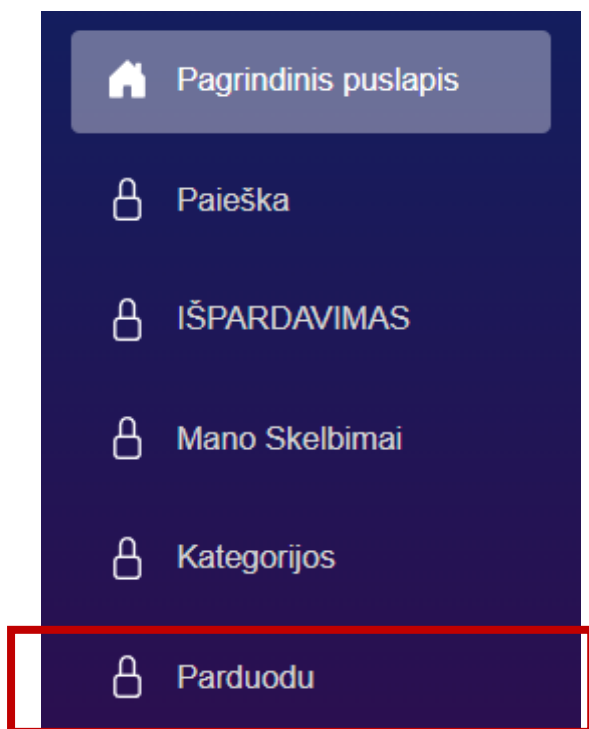 Pagrindinis puslapis
Paieška
IŠPARDAVIMAS
Mano Skelbimai
Kategorijos
Parduodu